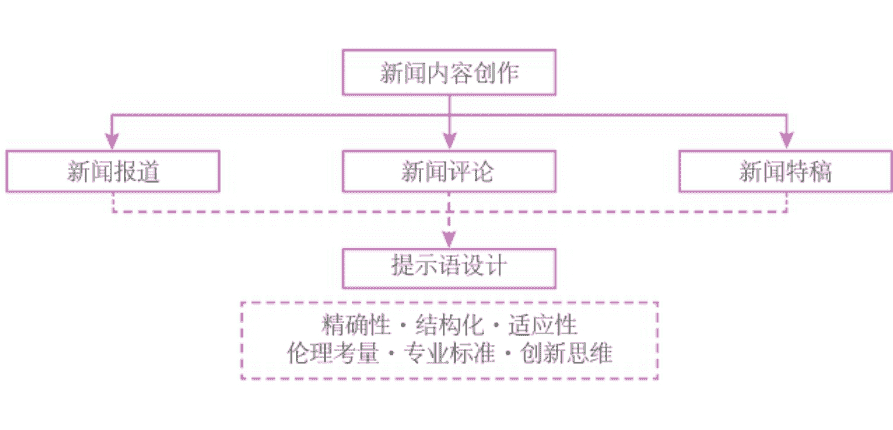 新闻内容创作
新闻报道
新闻评论
新闻特稿
提示语设计
精确性·结构化·适应性
伦理考量·专业标准·创新思维